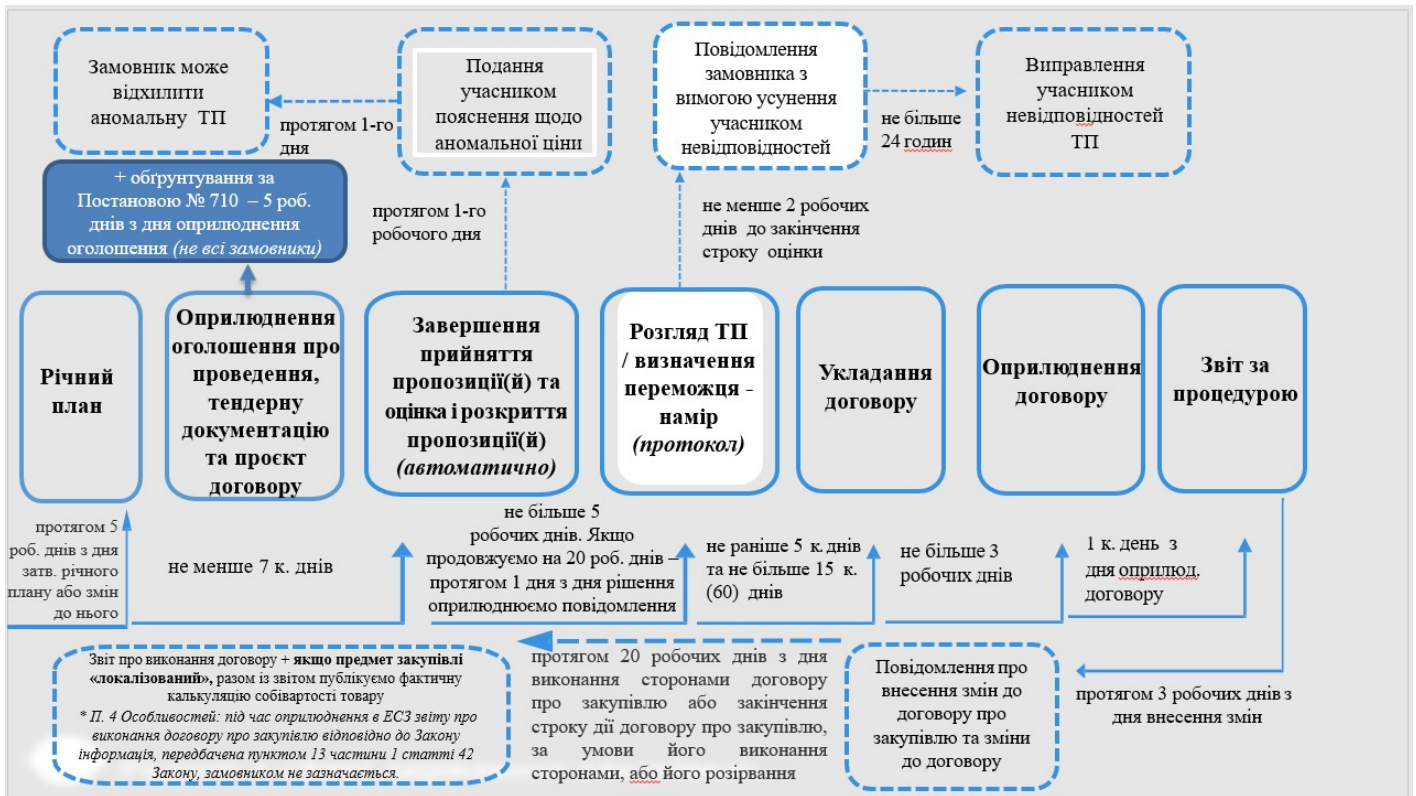 Замовник може
відхилити
аномальну ТП
протягом 1-го
дня
Подання
учасником
пояснення щодо
аномальної ціни
Повідомлення
замовника з
вимогою усунення
учасником
невідповідностей
не більше
24 годин
Виправлення
учасником
невідповідностей
ТП
+ обґрунтування за
Постановою № 710 – 5 роб.
днів з дня оприлюднення
оголошення (не всі замовники)
протягом 1-го
робочого дня
не менше 2 робочих
днів до закінчення
строку оцінки
Річний
план
Оприлюднення
оголошення про
проведення,
тендерну
документацію
та проєкт
договору
Завершення
прийняття
пропозиції(й) та
оцінка і розкриття
пропозиції(й)
(автоматично)
Розгляд ТП
/ визначення
переможця -
намір
(протокол)
Укладання
договору
Оприлюднення
договору
Звіт за
процедурою
протягом 5
роб. днів з дня
затв. річного
плану або змін
до нього
не менше 7 к. днів
не більше 5
робочих днів. Якщо
продовжуємо на 20 роб. днів –
протягом 1 дня з дня рішення
оприлюднюємо повідомлення
не раніше 5 к. днів
та не більше 15 к.
(60) днів
не більше 3
робочих днів
1 к. день з
дня оприлюд.
договору
Звіт про виконання договору + якщо предмет закупівлі
«локалізований», разом із звітом публікуємо фактичну
калькуляцію собівартості товару
* П. 4 Особливостей: під час оприлюднення в ЕСЗ звіту про
виконання договору про закупівлю відповідно до Закону
інформація, передбачена пунктом 13 частини 1 статті 42
Закону, замовником не зазначається.
протягом 20 робочих днів з дня
виконання сторонами договору
про закупівлю або закінчення
строку дії договору про закупівлю,
за умови його виконання
сторонами, або його розірвання
Повідомлення про
внесення змін до
договору про
закупівлю та зміни
до договору
протягом 3 робочих днів з
дня внесення змін